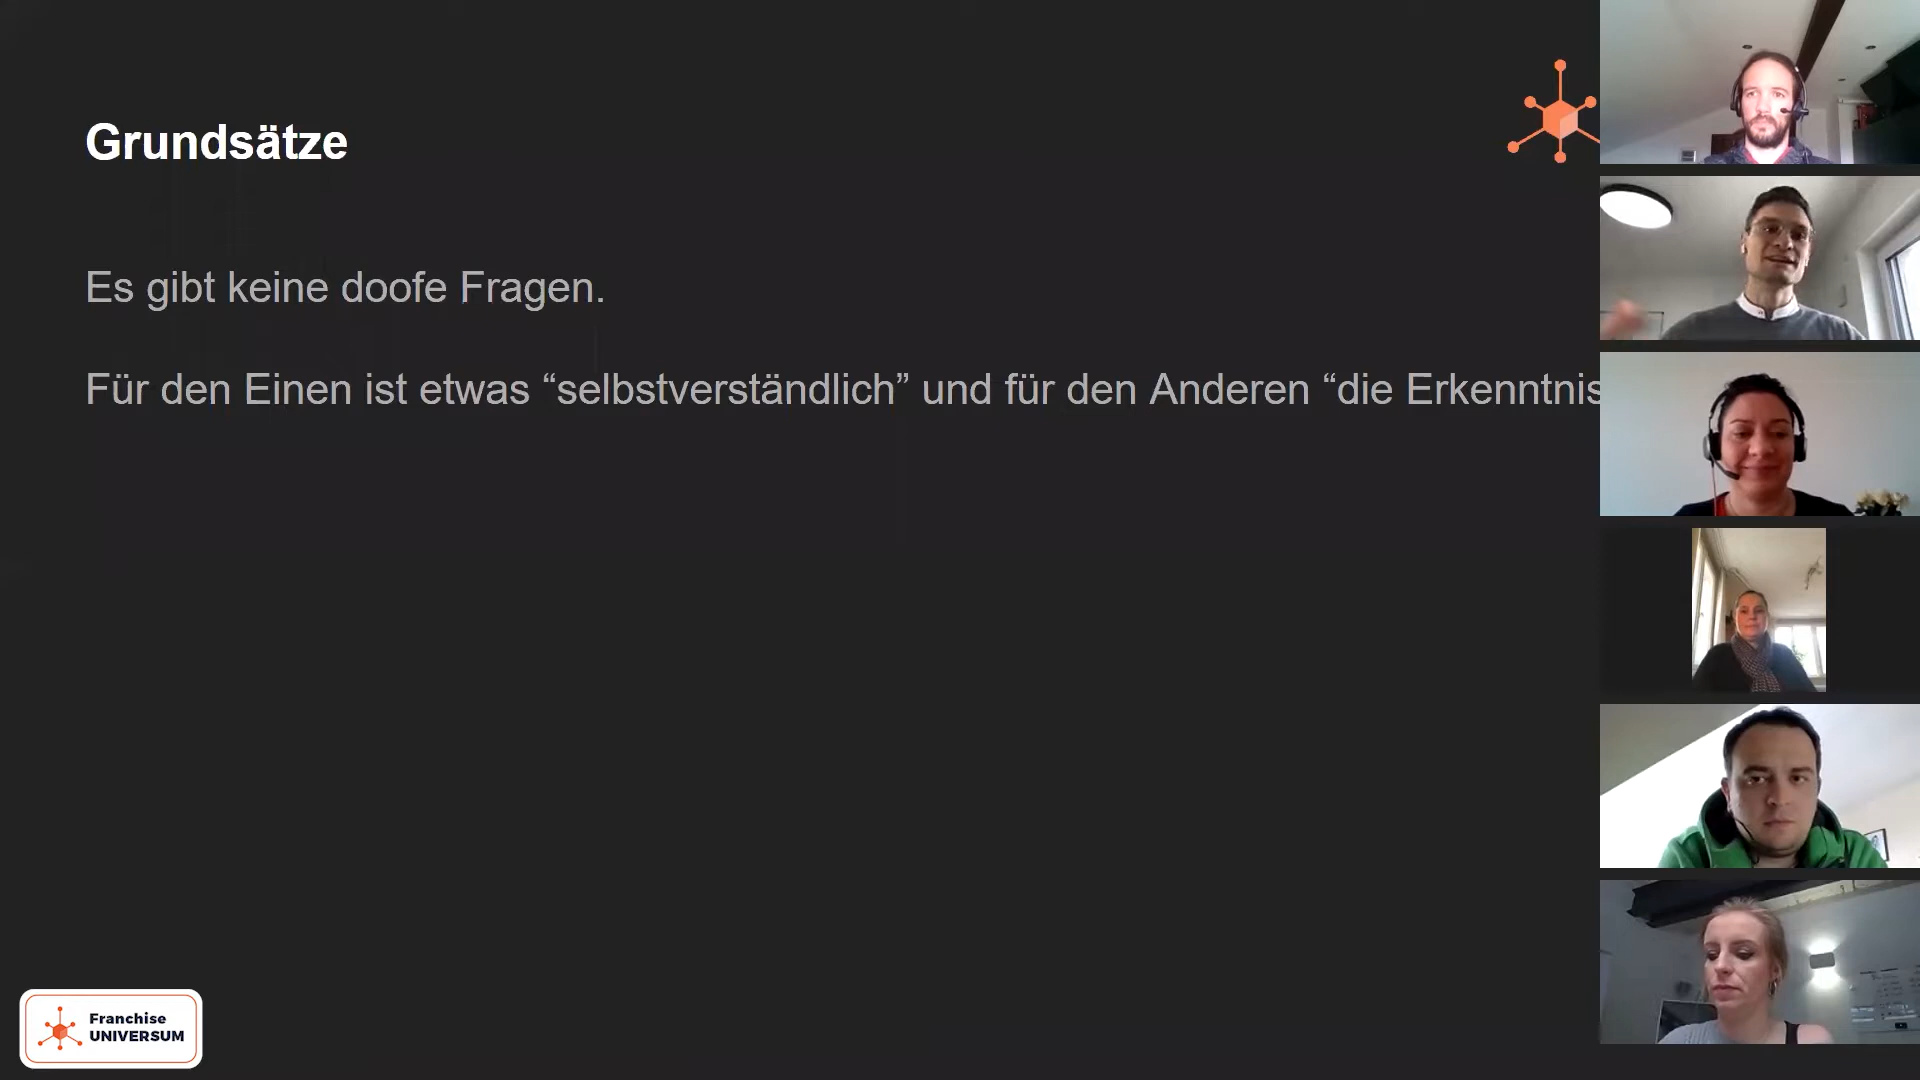 Grundsätze
Es gibt keine doofe Fragen.
Für den Einen ist etwas “selbstverständlich” und für den Anderen “die Erkenntnis
Franchise
UNIVERSUM